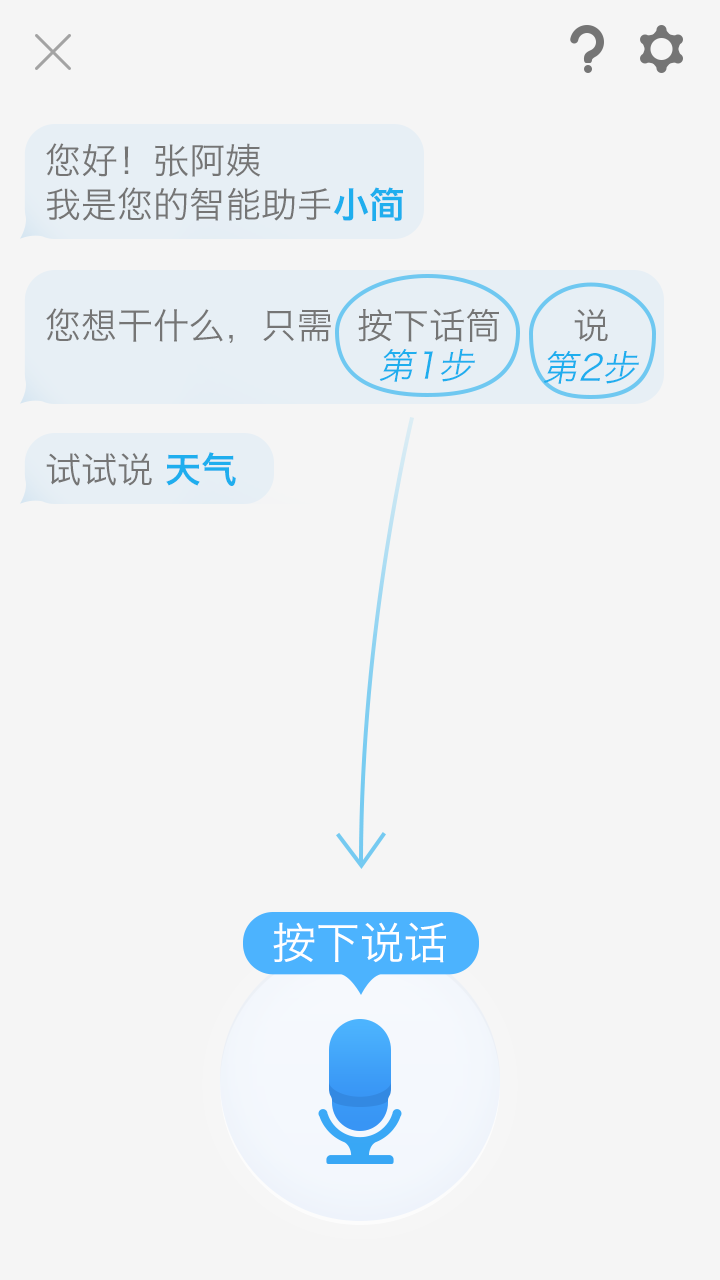 您好！张阿姨
我是您的智能助手小简
您想干什么，只需 按下话筒 说
第1步 第2步
试试说 天气
按下说话